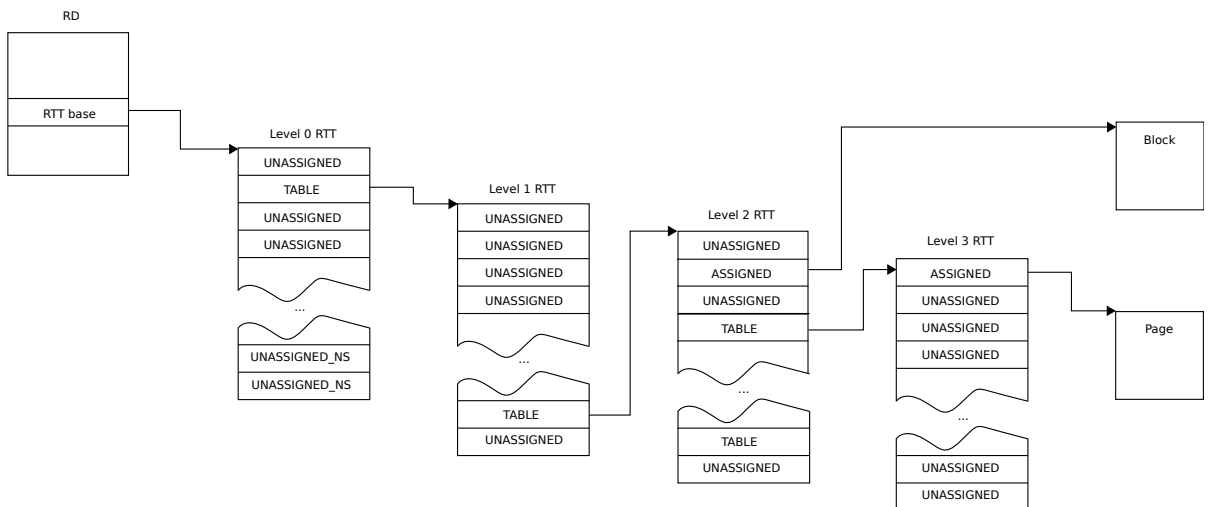 RD
RTT base
Level 0 RTT
UNASSIGNED
TABLE
UNASSIGNED
UNASSIGNED
...
UNASSIGNED_NS
UNASSIGNED_NS
Level 1 RTT
UNASSIGNED
UNASSIGNED
UNASSIGNED
UNASSIGNED
...
TABLE
UNASSIGNED
Level 2 RTT
UNASSIGNED
ASSIGNED
UNASSIGNED
TABLE
...
TABLE
UNASSIGNED
Level 3 RTT
ASSIGNED
UNASSIGNED
UNASSIGNED
UNASSIGNED
...
UNASSIGNED
UNASSIGNED
Block
Page